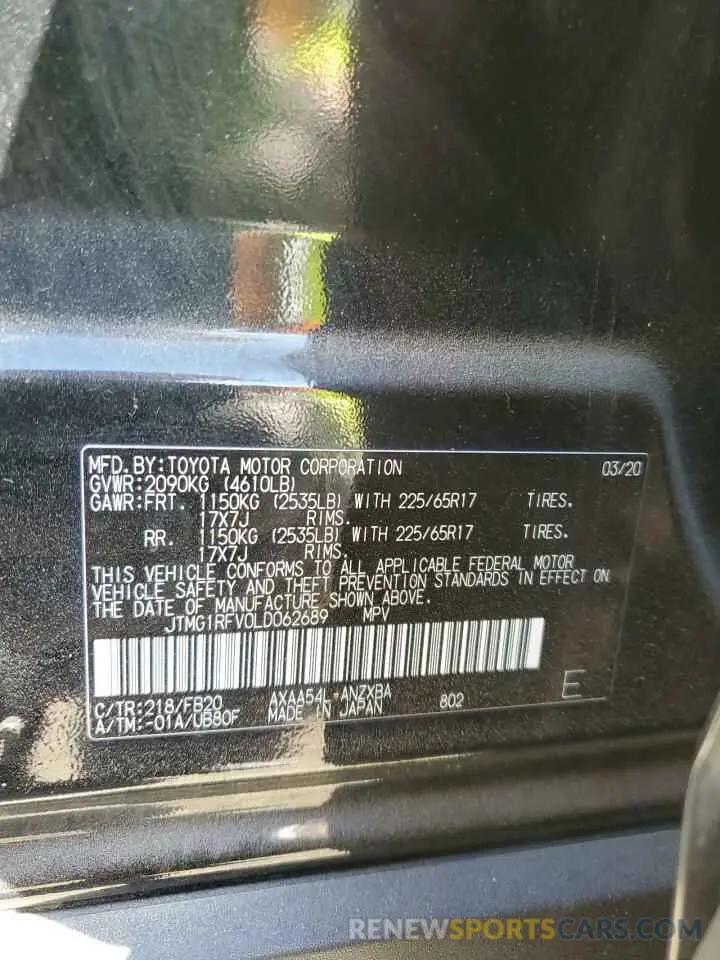 MFD.BY:TOYOTA MOTOR CORPORATION 03/20
GVWR:2090KG (4610LB)
GAWR:FRT. 1150KG (2535LB) WITH 225/65R17 TIRES.
17X7J RIMS.
RR. 1150KG (2535LB) WITH 225/65R17 TIRES.
17X7J RIMS.
THIS VEHICLE CONFORMS TO ALL APPLICABLE FEDERAL MOTOR
VEHICLE SAFETY AND THEFT PREVENTION STANDARDS IN EFFECT ON
THE DATE OF MANUFACTURE SHOWN ABOVE.
JTMG1RFV0LD062689 MPV
C/TR:218/FB20 AXAA54L-ANZXBA 802 E
A/TM:-01A/UB80F MADE IN JAPAN
RENEWSPORTSCARS.COM